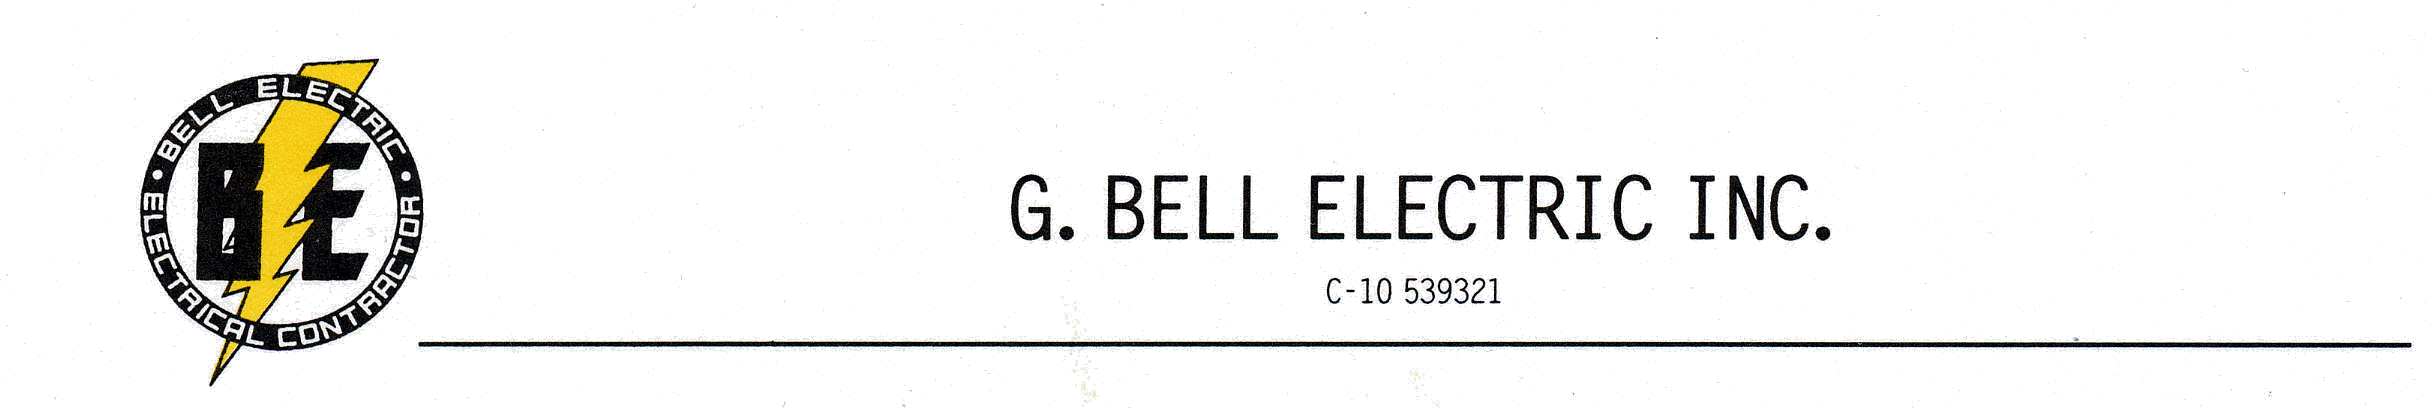 BELL ELECTRIC
BE
ELECTRICAL CONTRACTOR
G. BELL ELECTRIC INC.
C-10 539321